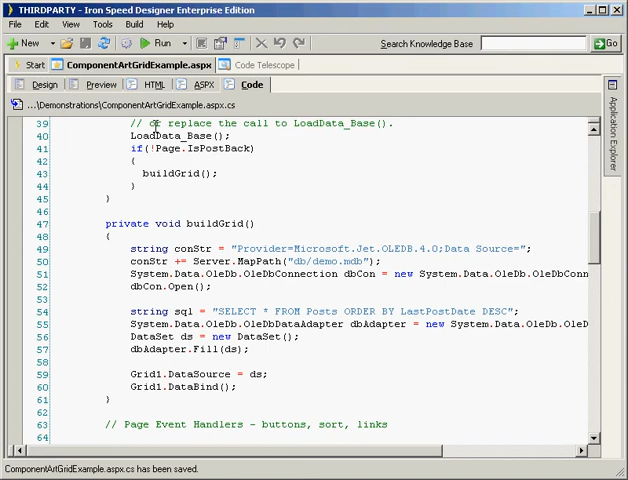 THIRDPARTY - Iron Speed Designer Enterprise Edition
File Edit View Tools Build Help
New Run Search Knowledge Base Go
Start ComponentArtGridExample.aspx Code Telescope
Design Preview HTML ASPX Code
...\Demonstrations\ComponentArtGridExample.aspx.cs
Application Explorer
39 // or replace the call to LoadData_Base().
40 LoadData_Base();
41 if(!Page.IsPostBack)
42 {
43 buildGrid();
44 }
45 }
46
47 private void buildGrid()
48 {
49 string conStr = "Provider=Microsoft.Jet.OLEDB.4.0;Data Source=";
50 conStr += Server.MapPath("db/demo.mdb");
51 System.Data.OleDb.OleDbConnection dbCon = new System.Data.OleDb.OleDbConn
52 dbCon.Open();
53
54 string sql = "SELECT * FROM Posts ORDER BY LastPostDate DESC";
55 System.Data.OleDb.OleDbDataAdapter dbAdapter = new System.Data.OleDb.OleD
56 DataSet ds = new DataSet();
57 dbAdapter.Fill(ds);
58
59 Grid1.DataSource = ds;
60 Grid1.DataBind();
61 }
62
63 // Page Event Handlers - buttons, sort, links
64
ComponentArtGridExample.aspx.cs has been saved.